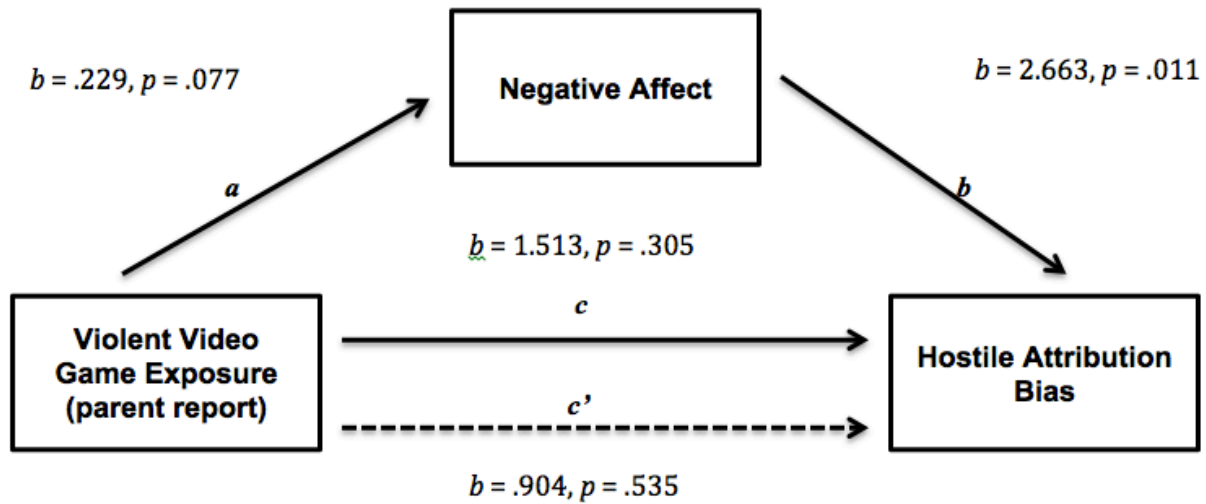 b = .229, p = .077
Negative Affect
b = 2.663, p = .011
a
b
b = 1.513, p = .305
c
Violent Video
Game Exposure
(parent report)
Hostile Attribution
Bias
c’
b = .904, p = .535